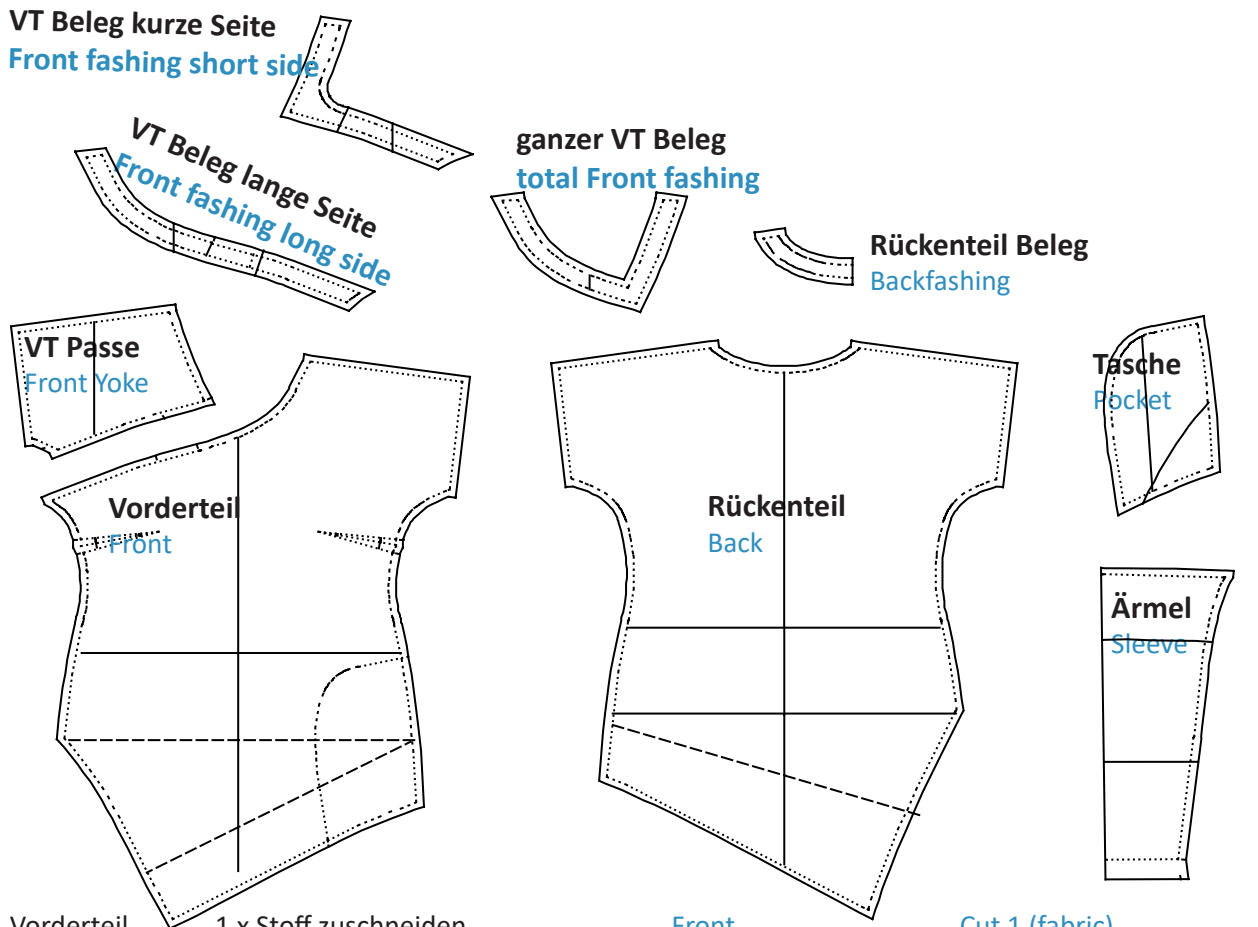 VT Beleg kurze Seite
Front fashing short side
VT Beleg lange Seite
Front fashing long side
ganzer VT Beleg
total Front fashing
Rückenteil Beleg
Backfashing
VT Passe
Front Yoke
Tasche
Pocket
Vorderteil
Front
Rückenteil
Back
Ärmel
Sleeve
Vorderteil 1 x Stoff zuschneiden Front Cut 1 (fabric)